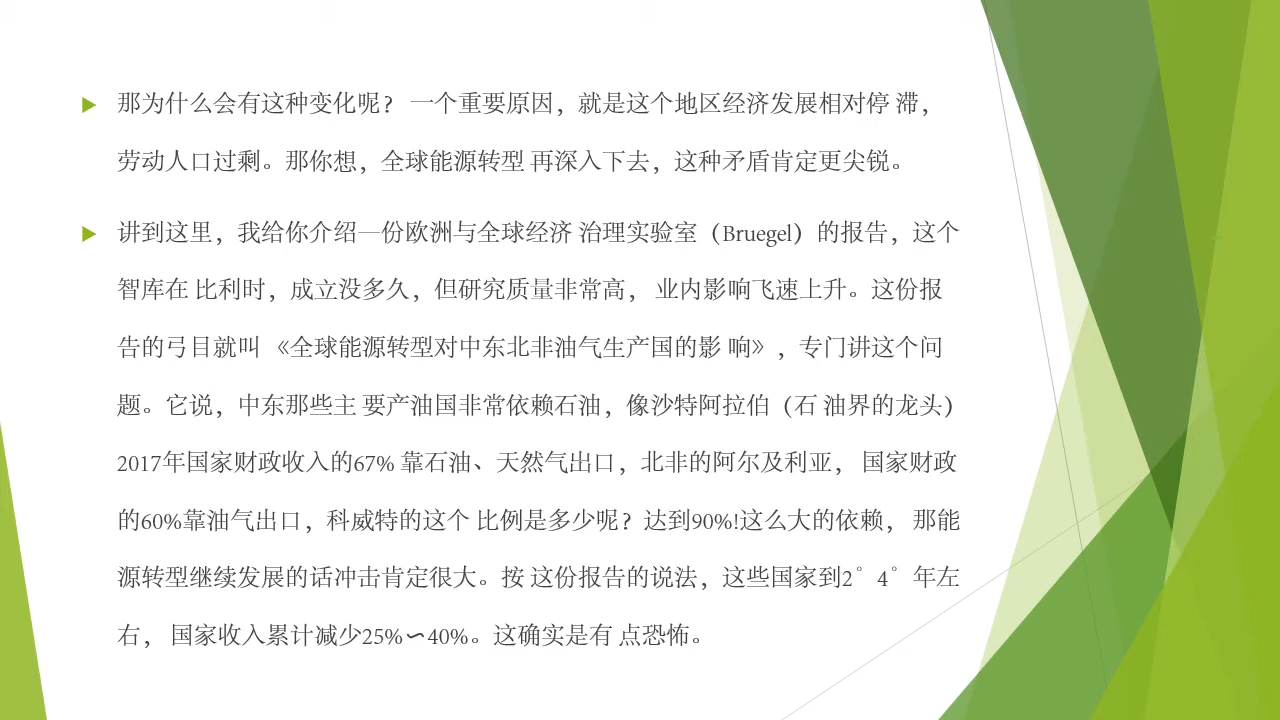 那为什么会有这种变化呢? 一个重要原因，就是这个地区经济发展相对停 滞，
劳动人口过剩。那你想，全球能源转型 再深入下去，这种矛盾肯定更尖锐。
讲到这里，我给你介绍一份欧洲与全球经济 治理实验室（Bruegel）的报告，这个
智库在 比利时，成立没多久，但研究质量非常高， 业内影响飞速上升。这份报
告的弓目就叫 《全球能源转型对中东北非油气生产国的影 响》，专门讲这个问
题。它说，中东那些主 要产油国非常依赖石油，像沙特阿拉伯（石 油界的龙头）
2017年国家财政收入的67% 靠石油、天然气出口，北非的阿尔及利亚， 国家财政
的60%靠油气出口，科威特的这个 比例是多少呢? 达到90%!这么大的依赖， 那能
源转型继续发展的话冲击肯定很大。按 这份报告的说法，这些国家到2°4°年左
右， 国家收入累计减少25%∽40%。这确实是有 点恐怖。